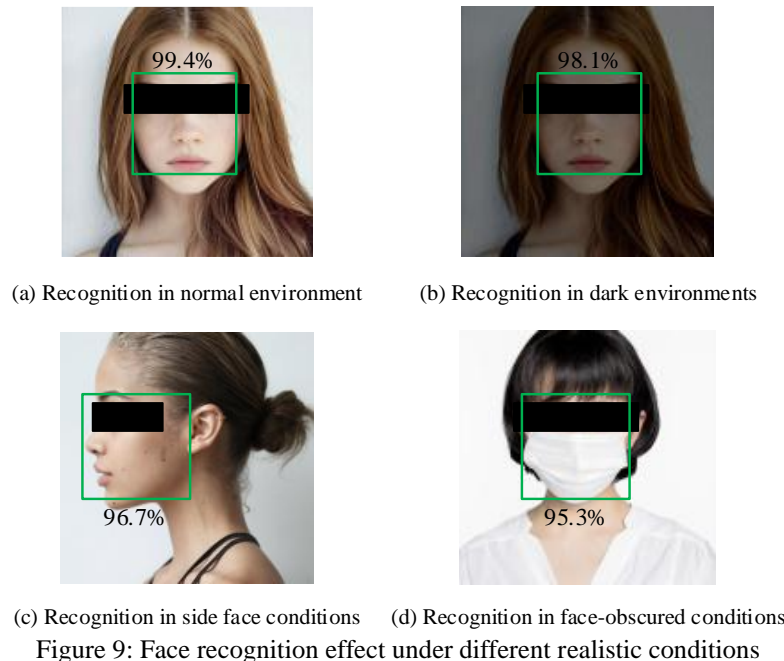 99.4%
98.1%
(a) Recognition in normal environment
(b) Recognition in dark environments
96.7%
95.3%
(c) Recognition in side face conditions
(d) Recognition in face-obscured conditions
Figure 9: Face recognition effect under different realistic conditions